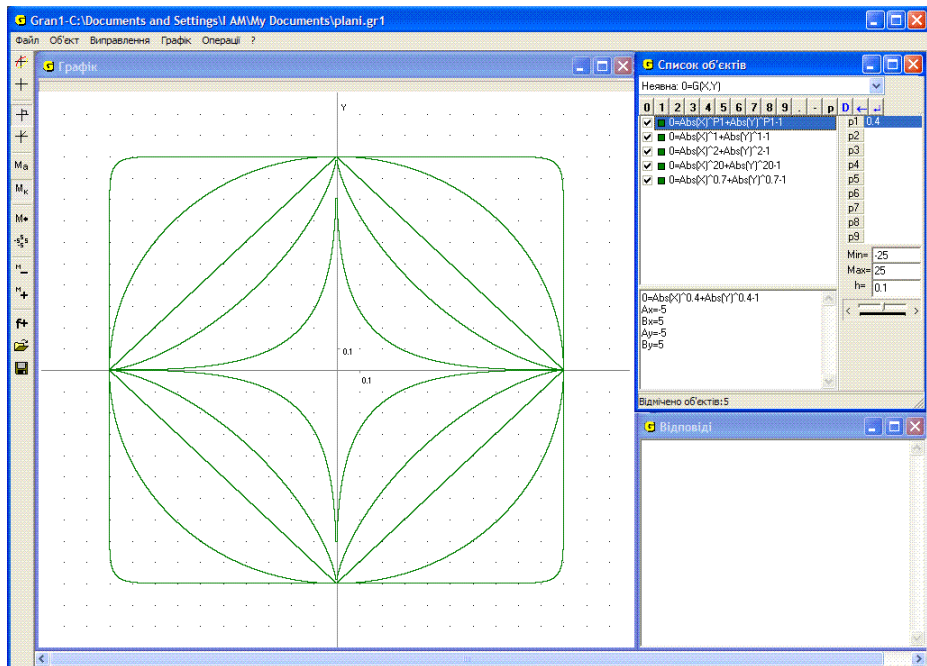 Gran1-C:\Documents and Settings\I AM\My Documents\plani.gr1
Файл Об'єкт Виправлення Графік Операції ?
Графік
Y
0.1
0.1
Список об'єктів
Неявна: 0=G(X,Y)
0 1 2 3 4 5 6 7 8 9 . - p D ← ↵
0=Abs(X)^P1+Abs(Y)^P1-1
0=Abs(X)^1+Abs(Y)^1-1
0=Abs(X)^2+Abs(Y)^2-1
0=Abs(X)^20+Abs(Y)^20-1
0=Abs(X)^0.7+Abs(Y)^0.7-1
p1 0.4
p2
p3
p4
p5
p6
p7
p8
p9
Min= -25
Max= 25
h= 0.1
< >
0=Abs(X)^0.4+Abs(Y)^0.4-1
Ax=-5
Bx=5
Ay=-5
By=5
Відмічено об'єктів:5
Відповіді
Ма
Мк
М
М
М
f+